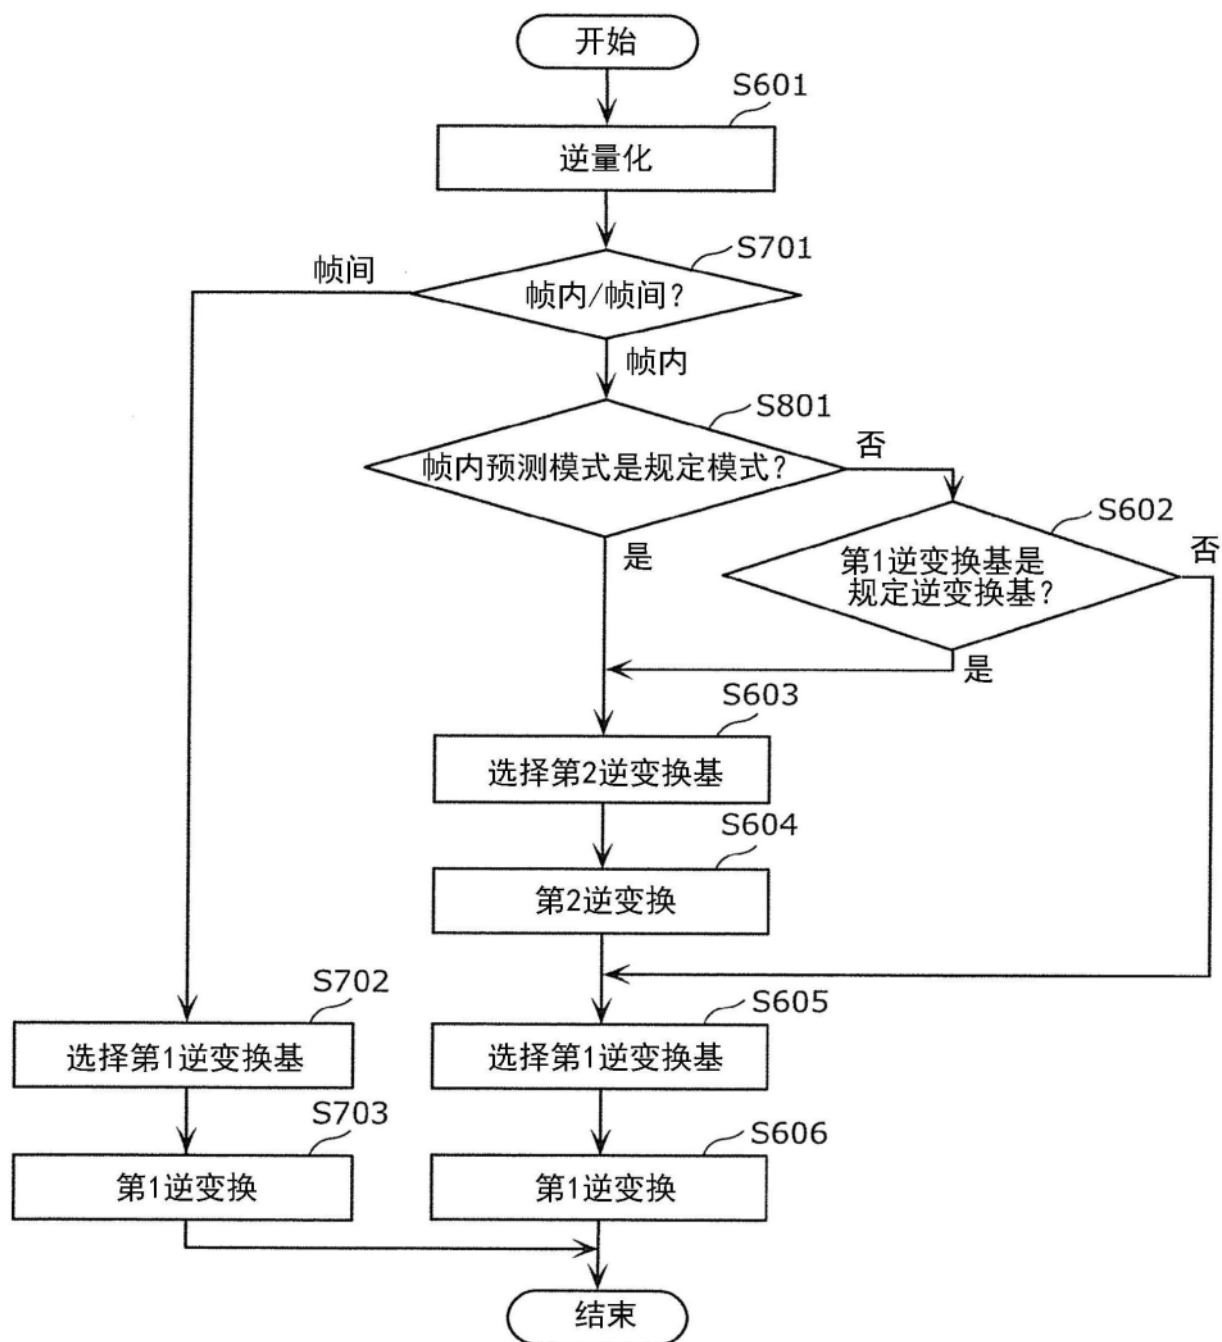 开始
S601
逆量化
S701
帧间
帧内/帧间？
帧内
S801
帧内预测模式是规定模式？
否
S602
第1逆变换基是
规定逆变换基？
否
是
是
S603
选择第2逆变换基
S604
第2逆变换
S702
选择第1逆变换基
S605
选择第1逆变换基
S703
第1逆变换
S606
第1逆变换
结束